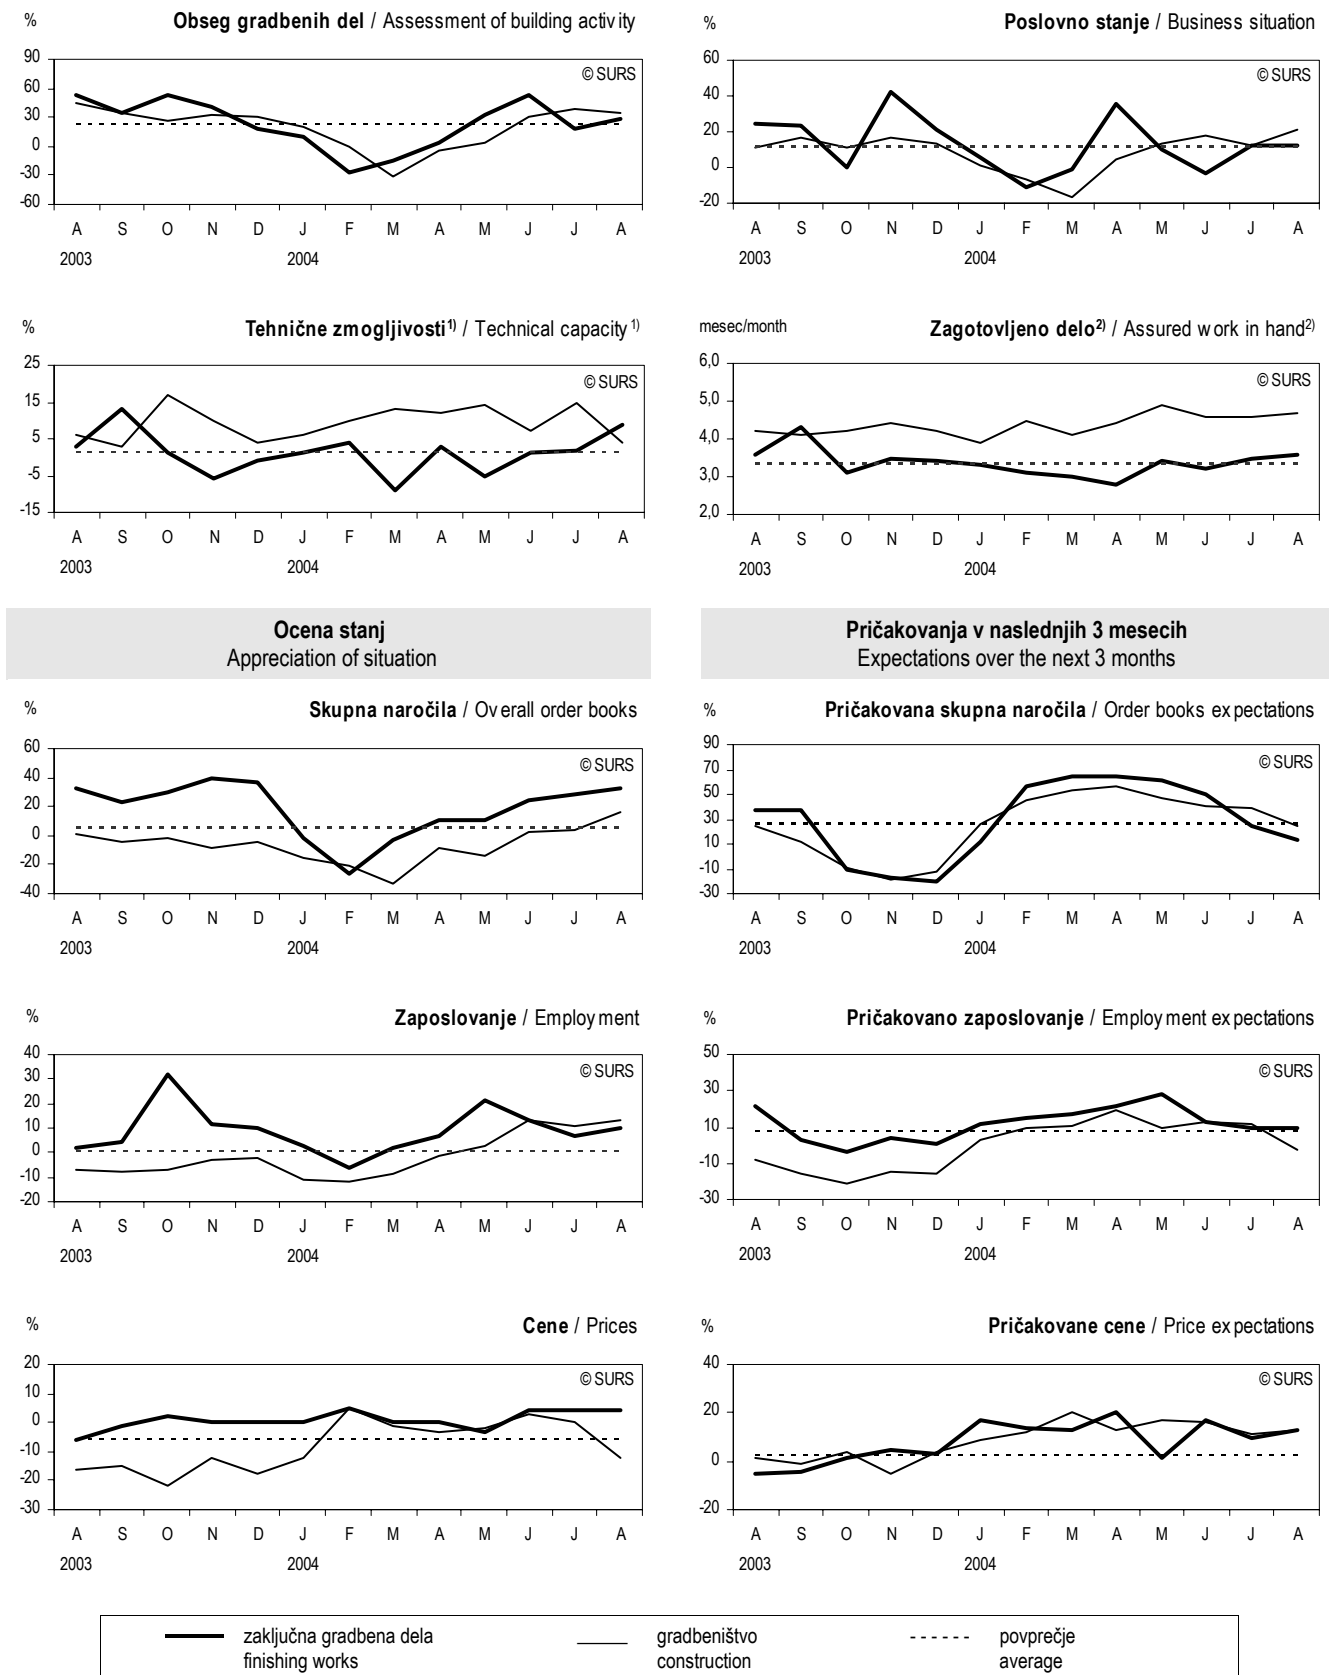 % Obseg gradbenih del / Assessment of building activity
90
60
30
0
-30
-60
© SURS
A S O N D J F M A M J J A
2003 2004
% Poslovno stanje / Business situation
60
40
20
0
-20
© SURS
A S O N D J F M A M J J A
2003 2004
% Tehnične zmogljivosti1) / Technical capacity 1)
25
15
5
-5
-15
© SURS
A S O N D J F M A M J J A
2003 2004
mesec/month Zagotovljeno delo2) / Assured work in hand2)
6,0
5,0
4,0
3,0
2,0
© SURS
A S O N D J F M A M J J A
2003 2004
Ocena stanj
Appreciation of situation
Pričakovanja v naslednjih 3 mesecih
Expectations over the next 3 months
% Skupna naročila / Overall order books
60
40
20
0
-20
-40
© SURS
A S O N D J F M A M J J A
2003 2004
% Pričakovana skupna naročila / Order books expectations
90
70
50
30
10
-10
-30
© SURS
A S O N D J F M A M J J A
2003 2004
% Zaposlovanje / Employment
40
30
20
10
0
-10
-20
© SURS
A S O N D J F M A M J J A
2003 2004
% Pričakovano zaposlovanje / Employment expectations
50
30
10
-10
-30
© SURS
A S O N D J F M A M J J A
2003 2004
% Cene / Prices
20
10
0
-10
-20
-30
© SURS
A S O N D J F M A M J J A
2003 2004
% Pričakovane cene / Price expectations
40
20
0
-20
© SURS
A S O N D J F M A M J J A
2003 2004
zaključna gradbena dela
finishing works
gradbeništvo
construction
povprečje
average